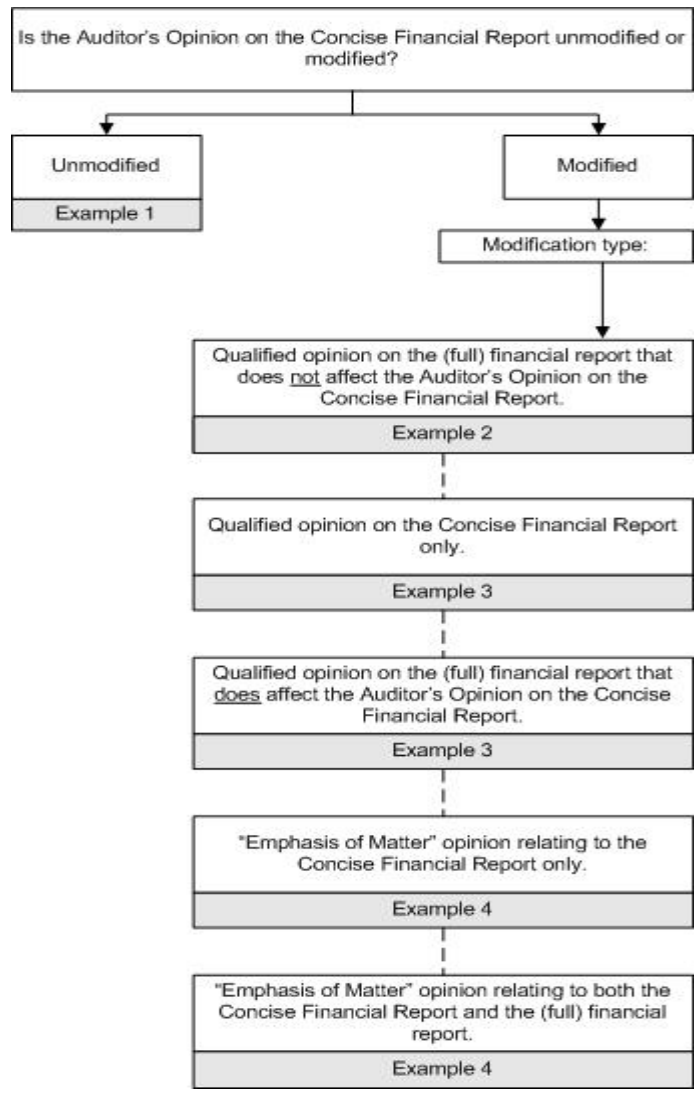 Is the Auditor's Opinion on the Concise Financial Report unmodified or
modified?
Unmodified
Example 1
Modified
Modification type:
Qualified opinion on the (full) financial report that
does not affect the Auditor's Opinion on the
Concise Financial Report.
Example 2
Qualified opinion on the Concise Financial Report
only.
Example 3
Qualified opinion on the (full) financial report that
does affect the Auditor's Opinion on the Concise
Financial Report.
Example 3
“Emphasis of Matter” opinion relating to the
Concise Financial Report only.
Example 4
“Emphasis of Matter” opinion relating to both the
Concise Financial Report and the (full) financial
report.
Example 4